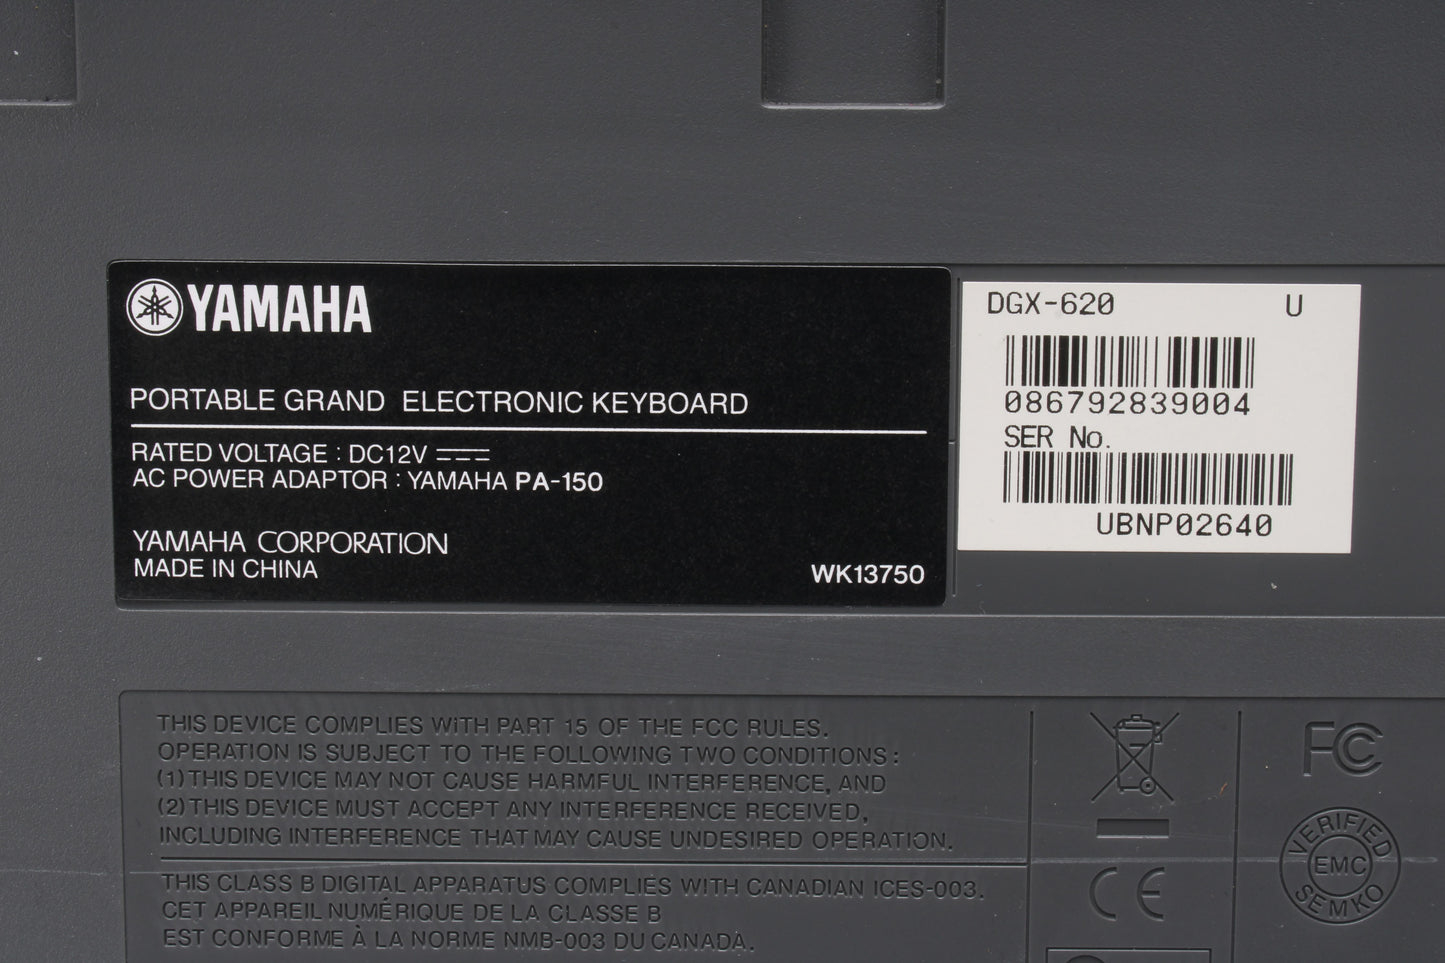 YAMAHA
PORTABLE GRAND ELECTRONIC KEYBOARD
RATED VOLTAGE : DC12V
AC POWER ADAPTOR : YAMAHA PA-150
YAMAHA CORPORATION
MADE IN CHINA
WK13750
DGX-620 U
086792839004
SER No.
UBNP02640
THIS DEVICE COMPLIES WITH PART 15 OF THE FCC RULES.
OPERATION IS SUBJECT TO THE FOLLOWING TWO CONDITIONS :
(1) THIS DEVICE MAY NOT CAUSE HARMFUL INTERFERENCE, AND
(2) THIS DEVICE MUST ACCEPT ANY INTERFERENCE RECEIVED,
INCLUDING INTERFERENCE THAT MAY CAUSE UNDESIRED OPERATION.
THIS CLASS B DIGITAL APPARATUS COMPLIES WITH CANADIAN ICES-003.
CET APPAREIL NUMÉRIQUE DE LA CLASSE B
EST CONFORME À LA NORME NMB-003 DU CANADA.
CE
FC
VERIFIED
EMC
SEMKO